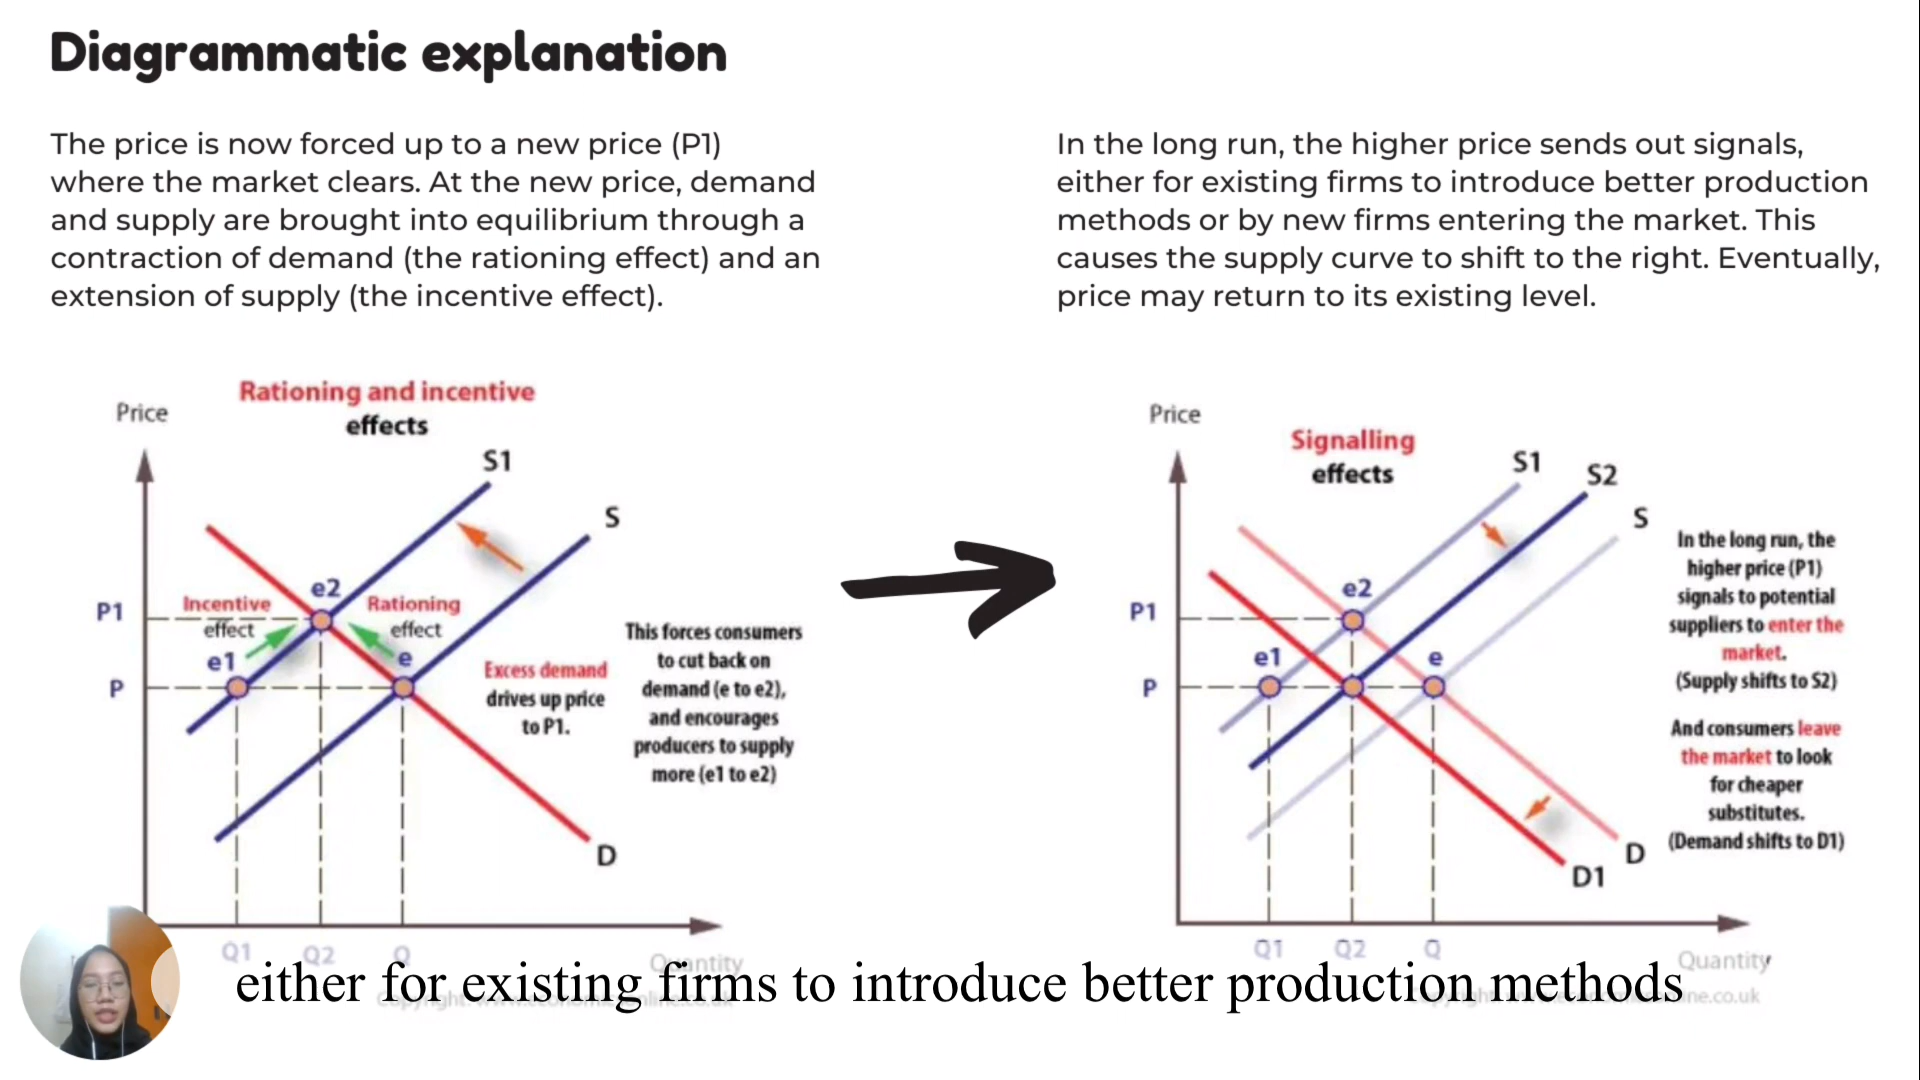 Diagrammatic explanation
The price is now forced up to a new price (P1)
where the market clears. At the new price, demand
and supply are brought into equilibrium through a
contraction of demand (the rationing effect) and an
extension of supply (the incentive effect).
In the long run, the higher price sends out signals,
either for existing firms to introduce better production
methods or by new firms entering the market. This
causes the supply curve to shift to the right. Eventually,
price may return to its existing level.
Rationing and incentive
effects
Price
S1
S
e2
P1
Incentive
effect
Rationing
effect
e1
e
P
Excess demand
drives up price
to P1.
This forces consumers
to cut back on
demand (e to e2),
and encourages
producers to supply
more (e1 to e2)
D
Q1
Q2
Q
Quantity
Price
Signalling
effects
S1
S2
S
e2
P1
e1
e
P
In the long run, the
higher price (P1)
signals to potential
suppliers to enter the
market.
(Supply shifts to S2)
And consumers leave
the market to look
for cheaper
substitutes.
(Demand shifts to D1)
D
D1
Q1
Q2
Q
Quantity
either for existing firms to introduce better production methods